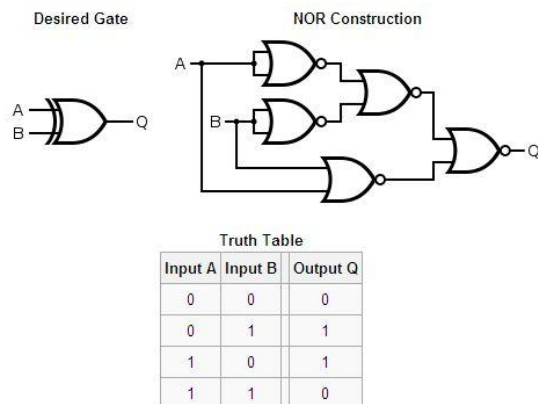 Desired Gate
NOR Construction
A
B
Q
A
B
Q
Truth Table
Input A Input B Output Q
0 0 0
0 1 1
1 0 1
1 1 0